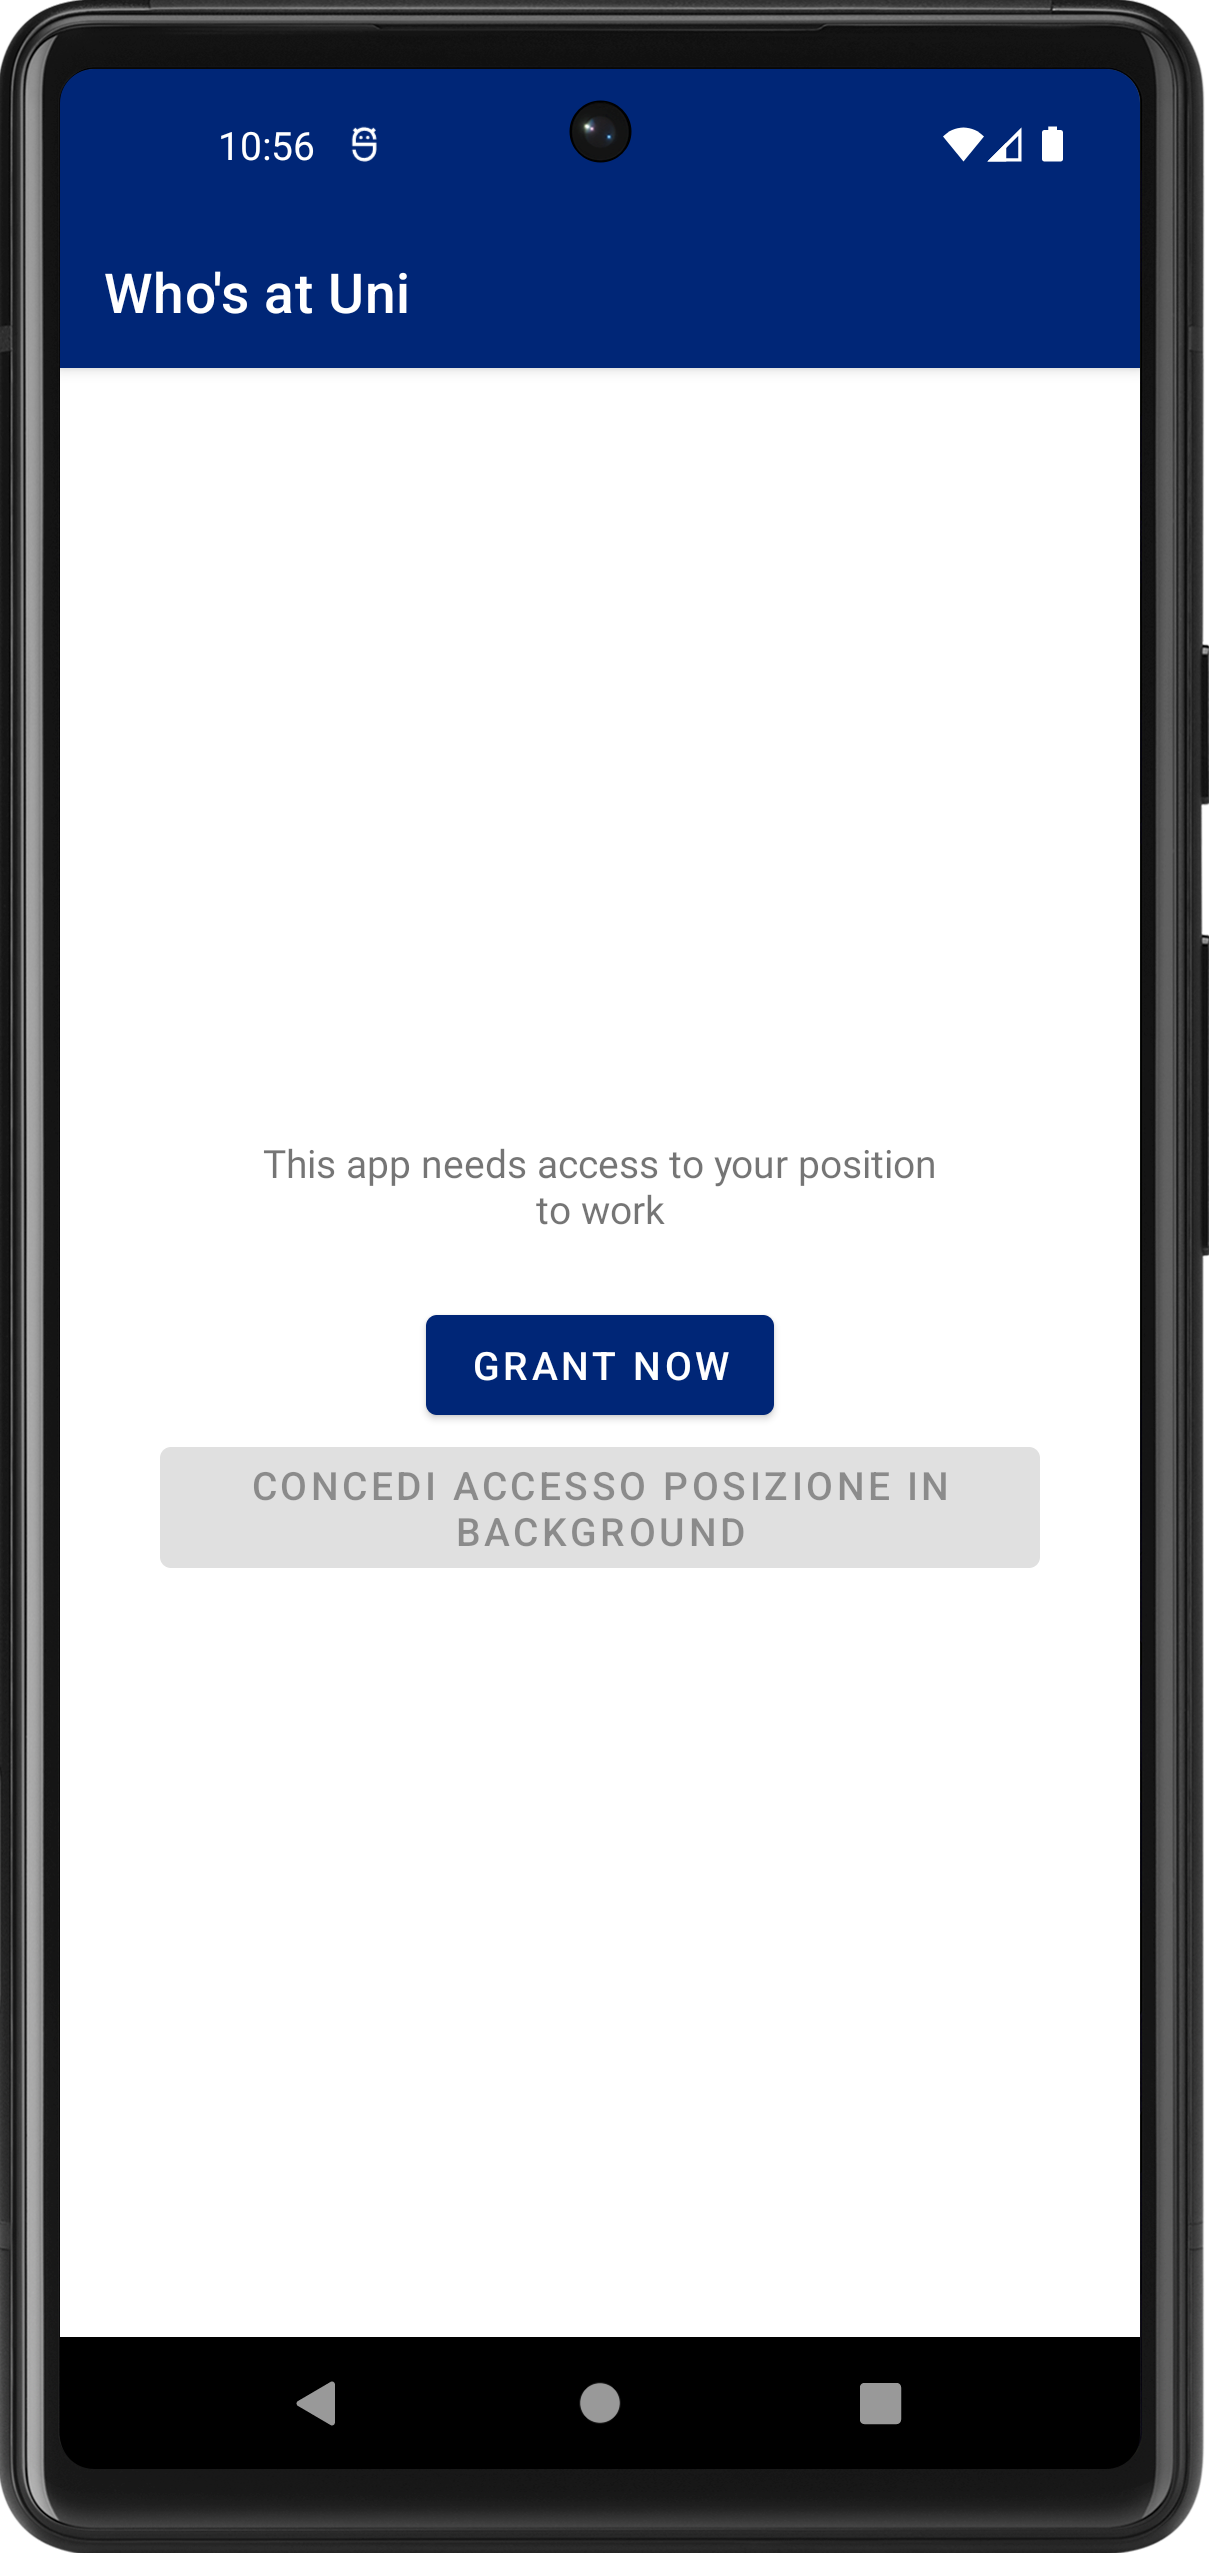 10:56
Who's at Uni
This app needs access to your position
to work
GRANT NOW
CONCEDI ACCESSO POSIZIONE IN
BACKGROUND